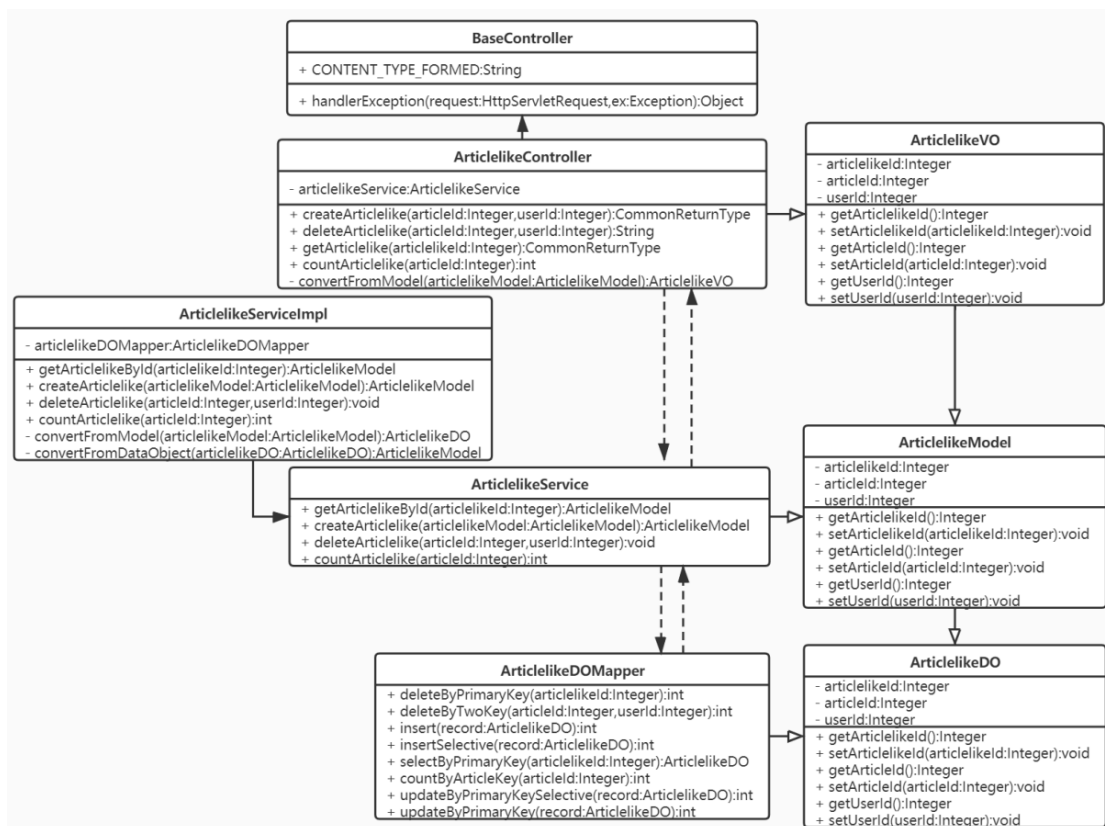 BaseController
+ CONTENT_TYPE_FORMED:String
+ handlerException(request:HttpServletRequest,ex:Exception):Object
ArticlelikeController
- articlelikeService:ArticlelikeService
+ createArticlelike(articleId:Integer,userId:Integer):CommonReturnType
+ deleteArticlelike(articleId:Integer,userId:Integer):String
+ getArticlelike(articlelikeId:Integer):CommonReturnType
+ countArticlelike(articleId:Integer):int
- convertFromModel(articlelikeModel:ArticlelikeModel):ArticlelikeVO
ArticlelikeVO
- articlelikeId:Integer
- articleId:Integer
- userId:Integer
+ getArticlelikeId():Integer
+ setArticlelikeId(articlelikeId:Integer):void
+ getArticleId():Integer
+ setArticleId(articleId:Integer):void
+ getUserId():Integer
+ setUserId(userId:Integer):void
ArticlelikeServiceImpl
- articlelikeDOMapper:ArticlelikeDOMapper
+ getArticlelikeById(articlelikeId:Integer):ArticlelikeModel
+ createArticlelike(articlelikeModel:ArticlelikeModel):ArticlelikeModel
+ deleteArticlelike(articleId:Integer,userId:Integer):void
+ countArticlelike(articleId:Integer):int
- convertFromModel(articlelikeModel:ArticlelikeModel):ArticlelikeDO
- convertFromDataObject(articlelikeDO:ArticlelikeDO):ArticlelikeModel
ArticlelikeService
+ getArticlelikeById(articlelikeId:Integer):ArticlelikeModel
+ createArticlelike(articlelikeModel:ArticlelikeModel):ArticlelikeModel
+ deleteArticlelike(articleId:Integer,userId:Integer):void
+ countArticlelike(articleId:Integer):int
ArticlelikeModel
- articlelikeId:Integer
- articleId:Integer
- userId:Integer
+ getArticlelikeId():Integer
+ setArticlelikeId(articlelikeId:Integer):void
+ getArticleId():Integer
+ setArticleId(articleId:Integer):void
+ getUserId():Integer
+ setUserId(userId:Integer):void
ArticlelikeDOMapper
+ deleteByPrimaryKey(articlelikeId:Integer):int
+ deleteByTwoKey(articleId:Integer,userId:Integer):int
+ insert(record:ArticlelikeDO):int
+ insertSelective(record:ArticlelikeDO):int
+ selectByPrimaryKey(articlelikeId:Integer):ArticlelikeDO
+ countByArticleKey(articleId:Integer):int
+ updateByPrimaryKeySelective(record:ArticlelikeDO):int
+ updateByPrimaryKey(record:ArticlelikeDO):int
ArticlelikeDO
- articlelikeId:Integer
- articleId:Integer
- userId:Integer
+ getArticlelikeId():Integer
+ setArticlelikeId(articlelikeId:Integer):void
+ getArticleId():Integer
+ setArticleId(articleId:Integer):void
+ getUserId():Integer
+ setUserId(userId:Integer):void